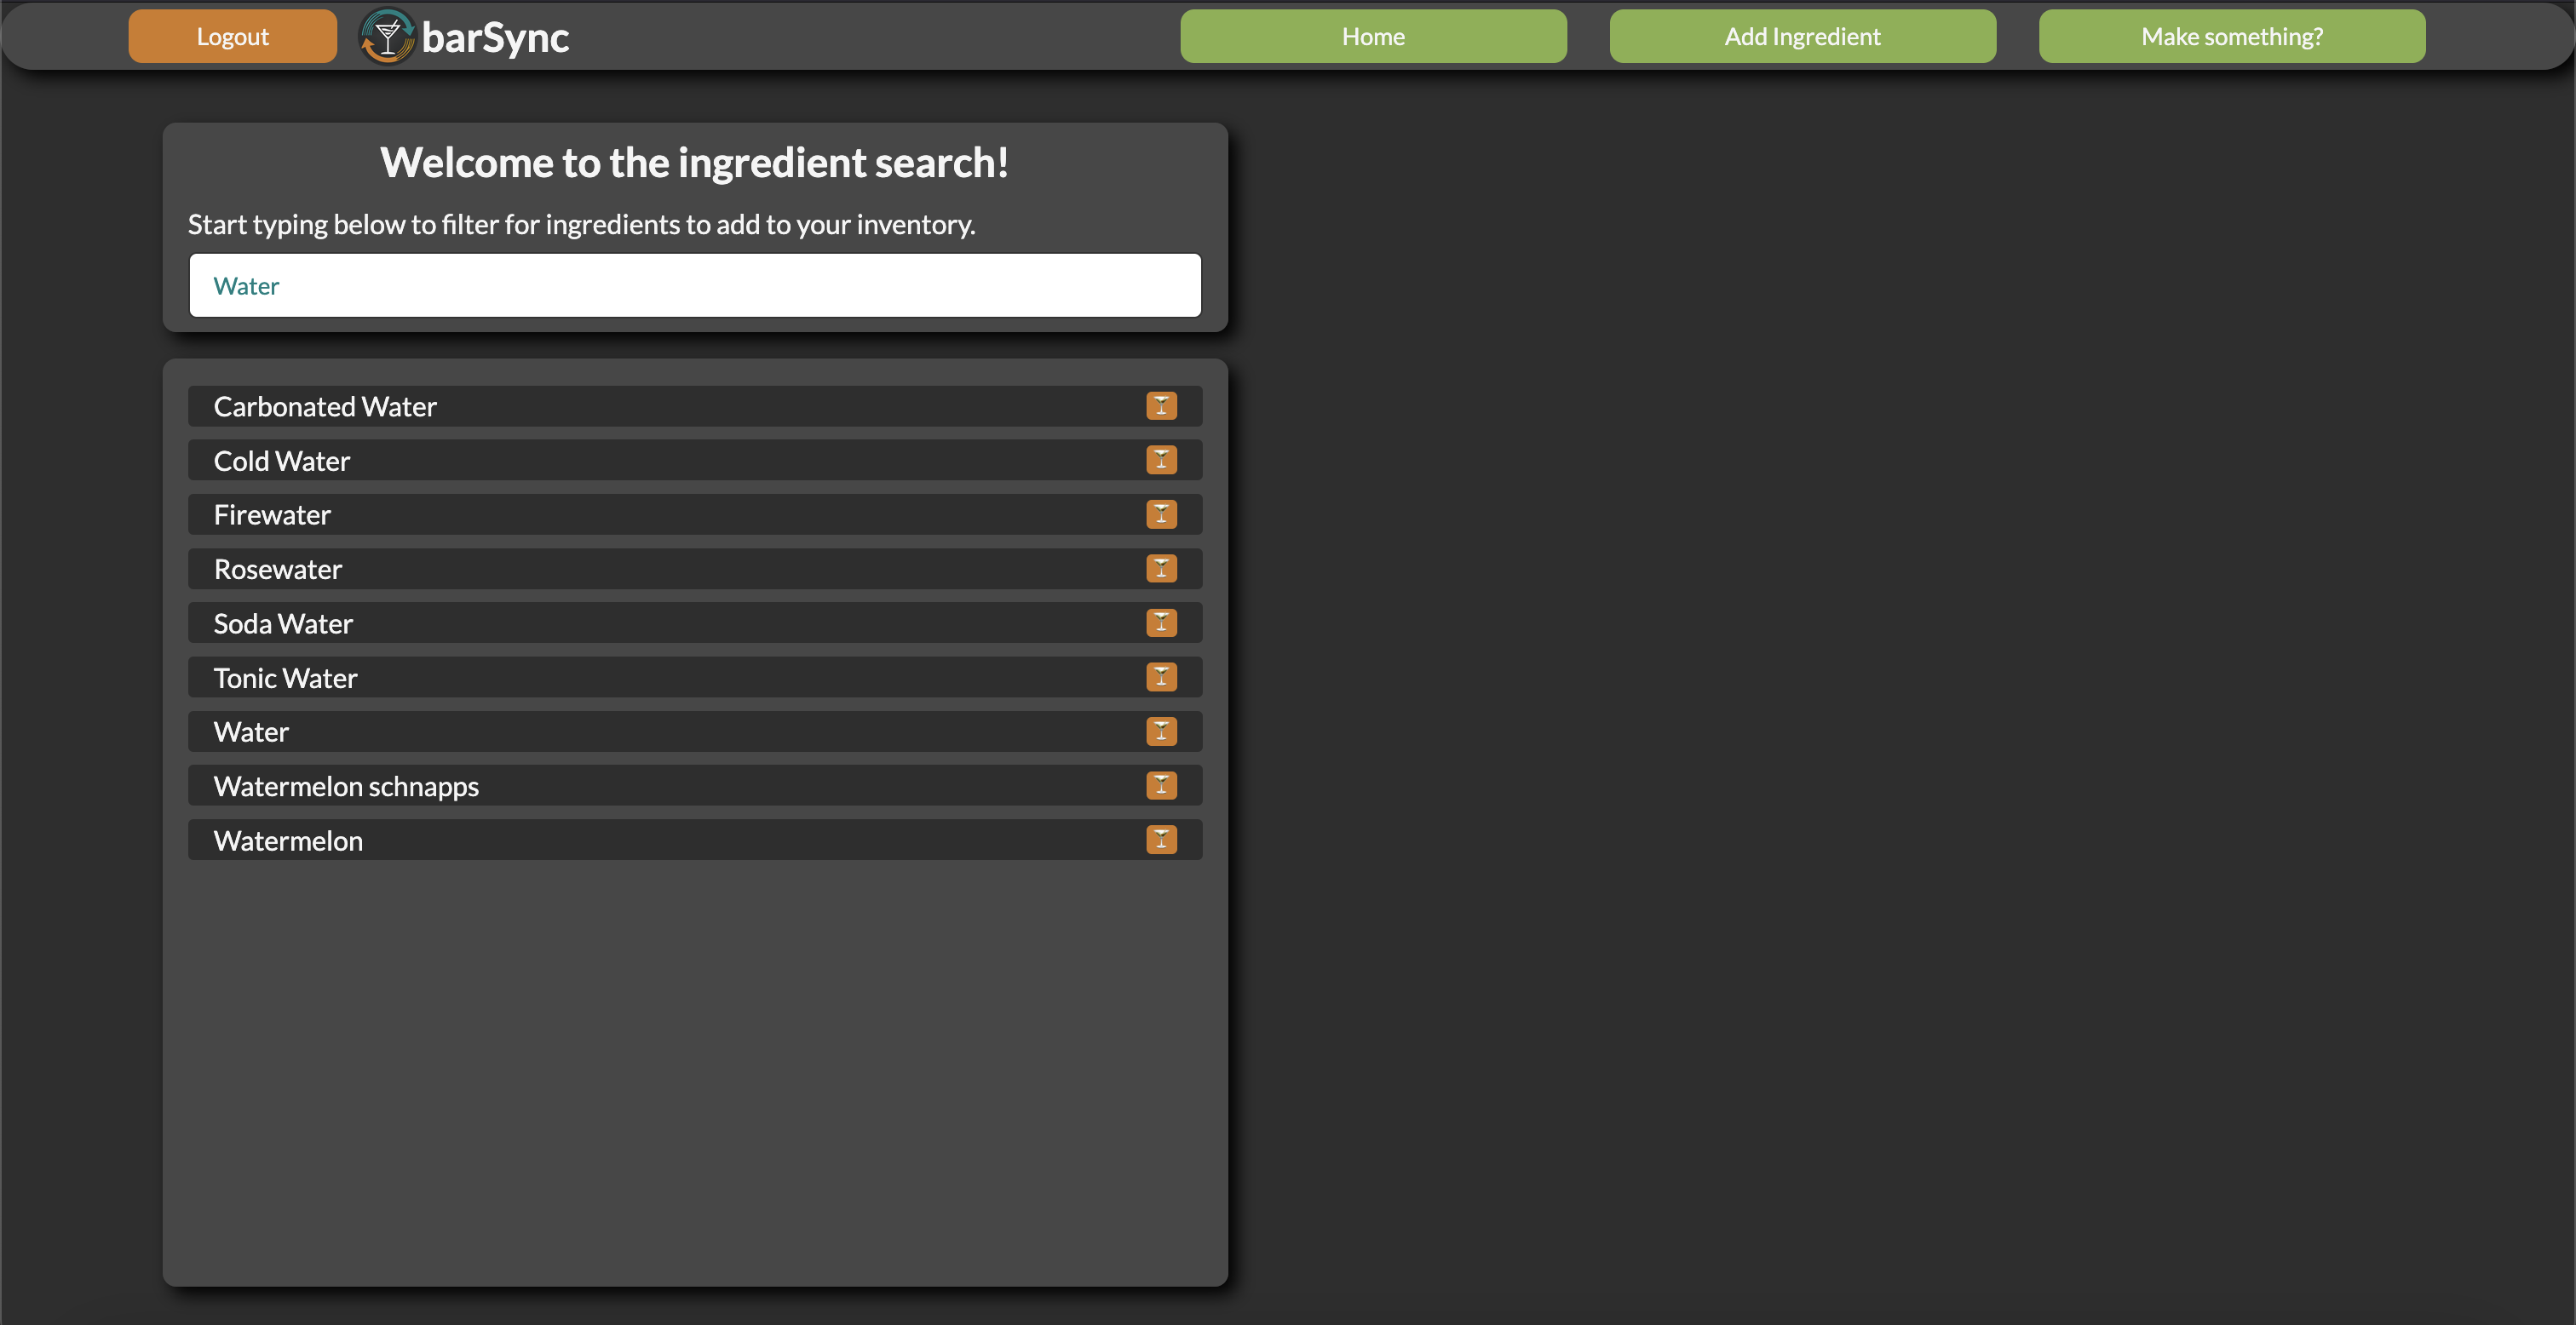 Logout
barSync
Home
Add Ingredient
Make something?
Welcome to the ingredient search!
Start typing below to filter for ingredients to add to your inventory.
Water
Carbonated Water
Cold Water
Firewater
Rosewater
Soda Water
Tonic Water
Water
Watermelon schnapps
Watermelon